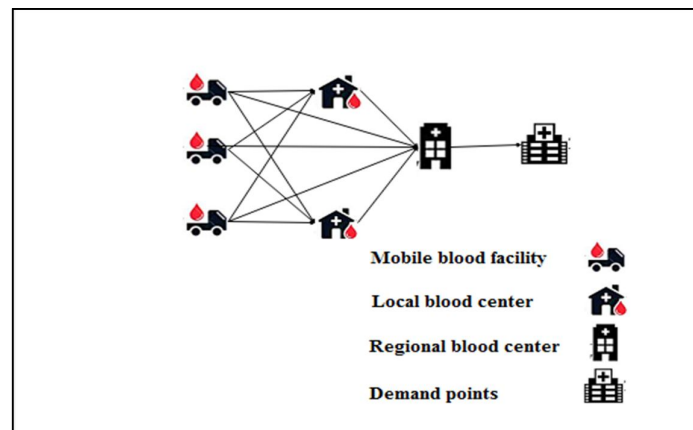 Mobile blood facility
Local blood center
Regional blood center
Demand points